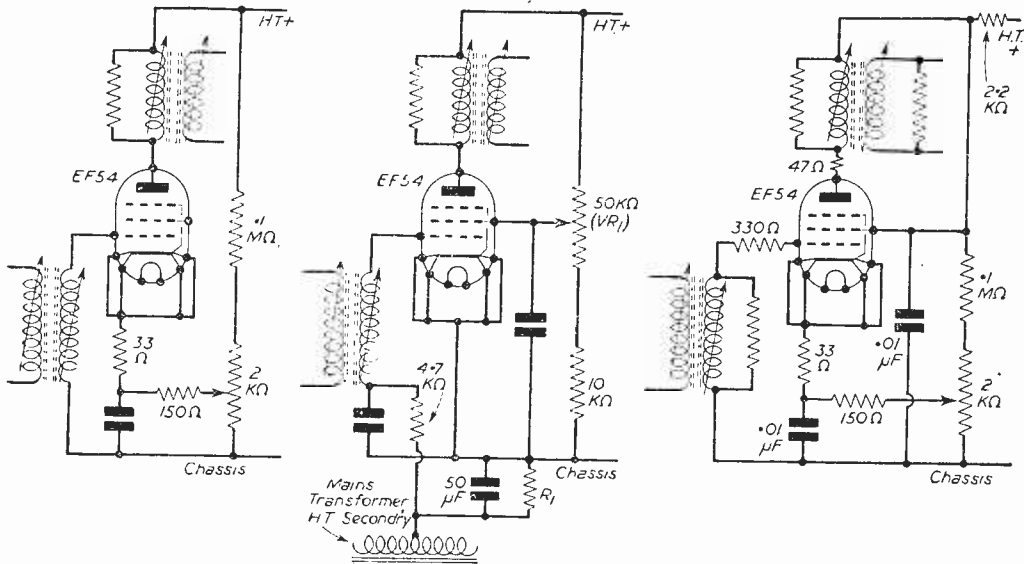 HT+
EF54
·1
MΩ
33
Ω
2
KΩ
150Ω
Chassis
HT+
EF54
50KΩ
(VR1)
4·7
KΩ
10
KΩ
Chassis
50
μF
R1
Mains
Transformer
HT Secondry
H.T.
+
2·2
KΩ
47Ω
EF54
330Ω
·1
MΩ
·01
μF
33
Ω
2
KΩ
150Ω
·01
μF
Chassis